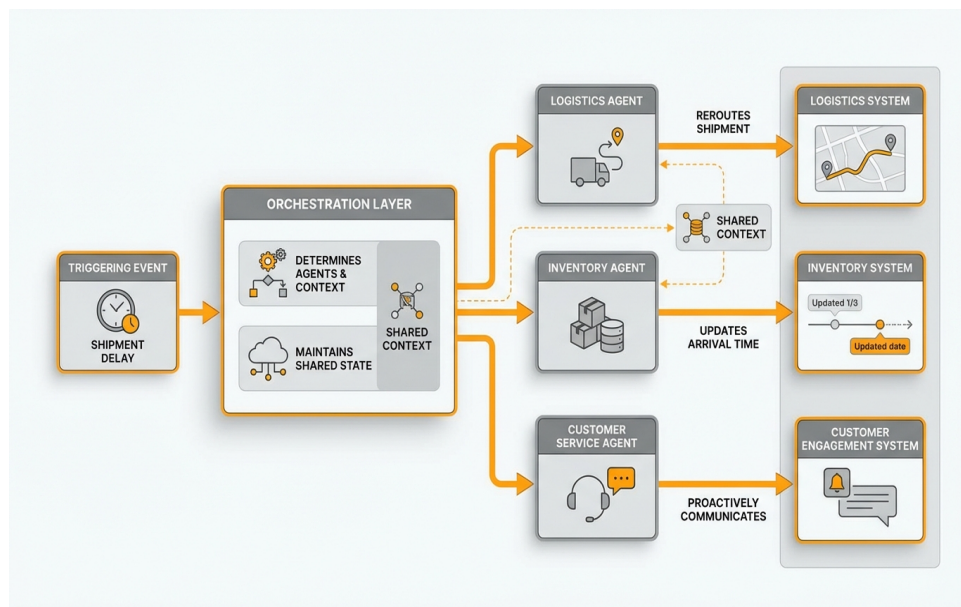 TRIGGERING EVENT
SHIPMENT
DELAY
ORCHESTRATION LAYER
DETERMINES
AGENTS &
CONTEXT
MAINTAINS
SHARED STATE
SHARED
CONTEXT
LOGISTICS AGENT
REROUTES
SHIPMENT
LOGISTICS SYSTEM
SHARED
CONTEXT
INVENTORY AGENT
UPDATES
ARRIVAL TIME
INVENTORY SYSTEM
Updated 1/3
Updated date
CUSTOMER
SERVICE AGENT
PROACTIVELY
COMMUNICATES
CUSTOMER
ENGAGEMENT SYSTEM